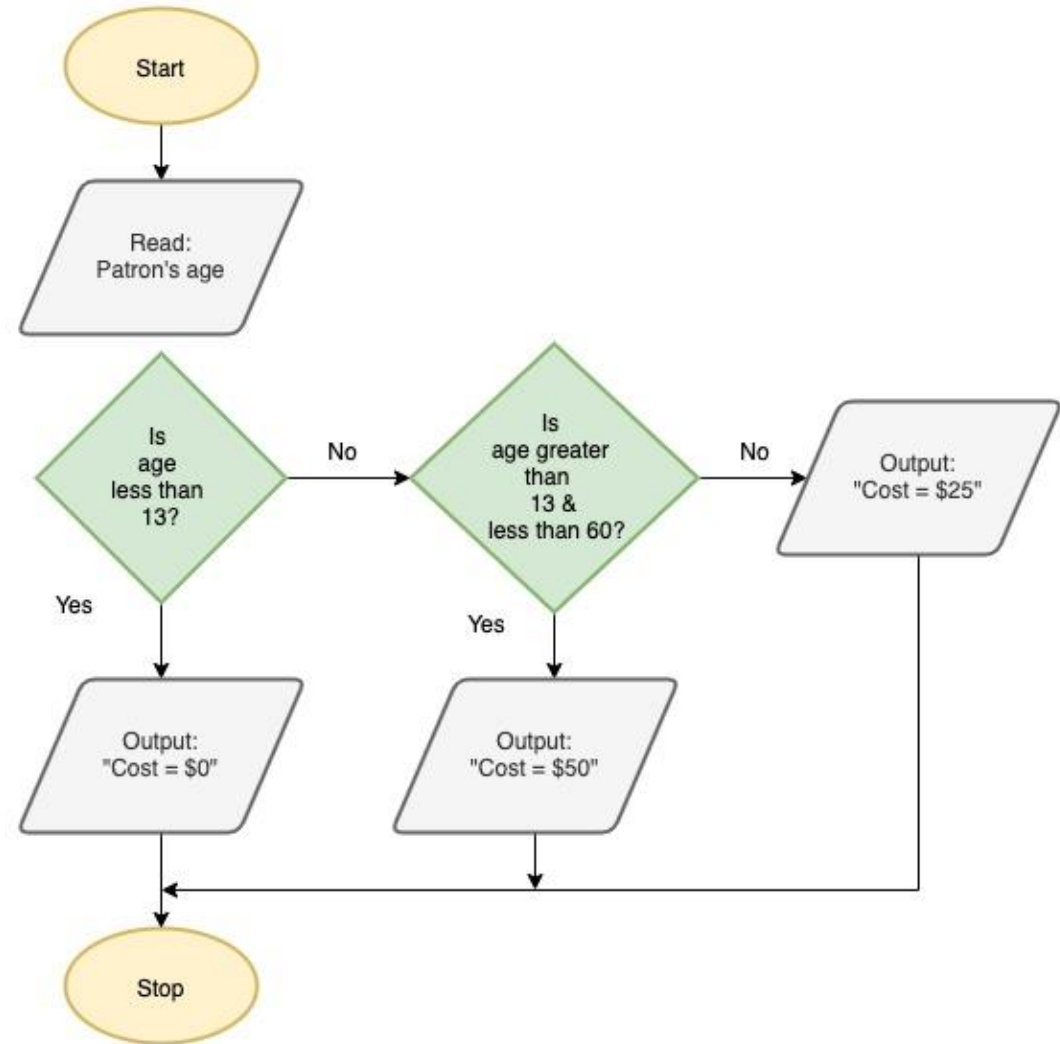 Start
Read:
Patron's age
Is
age
less than
13?
No
Is
age greater
than
13 &
less than 60?
No
Output:
"Cost = $25"
Yes
Yes
Output:
"Cost = $0"
Output:
"Cost = $50"
Stop